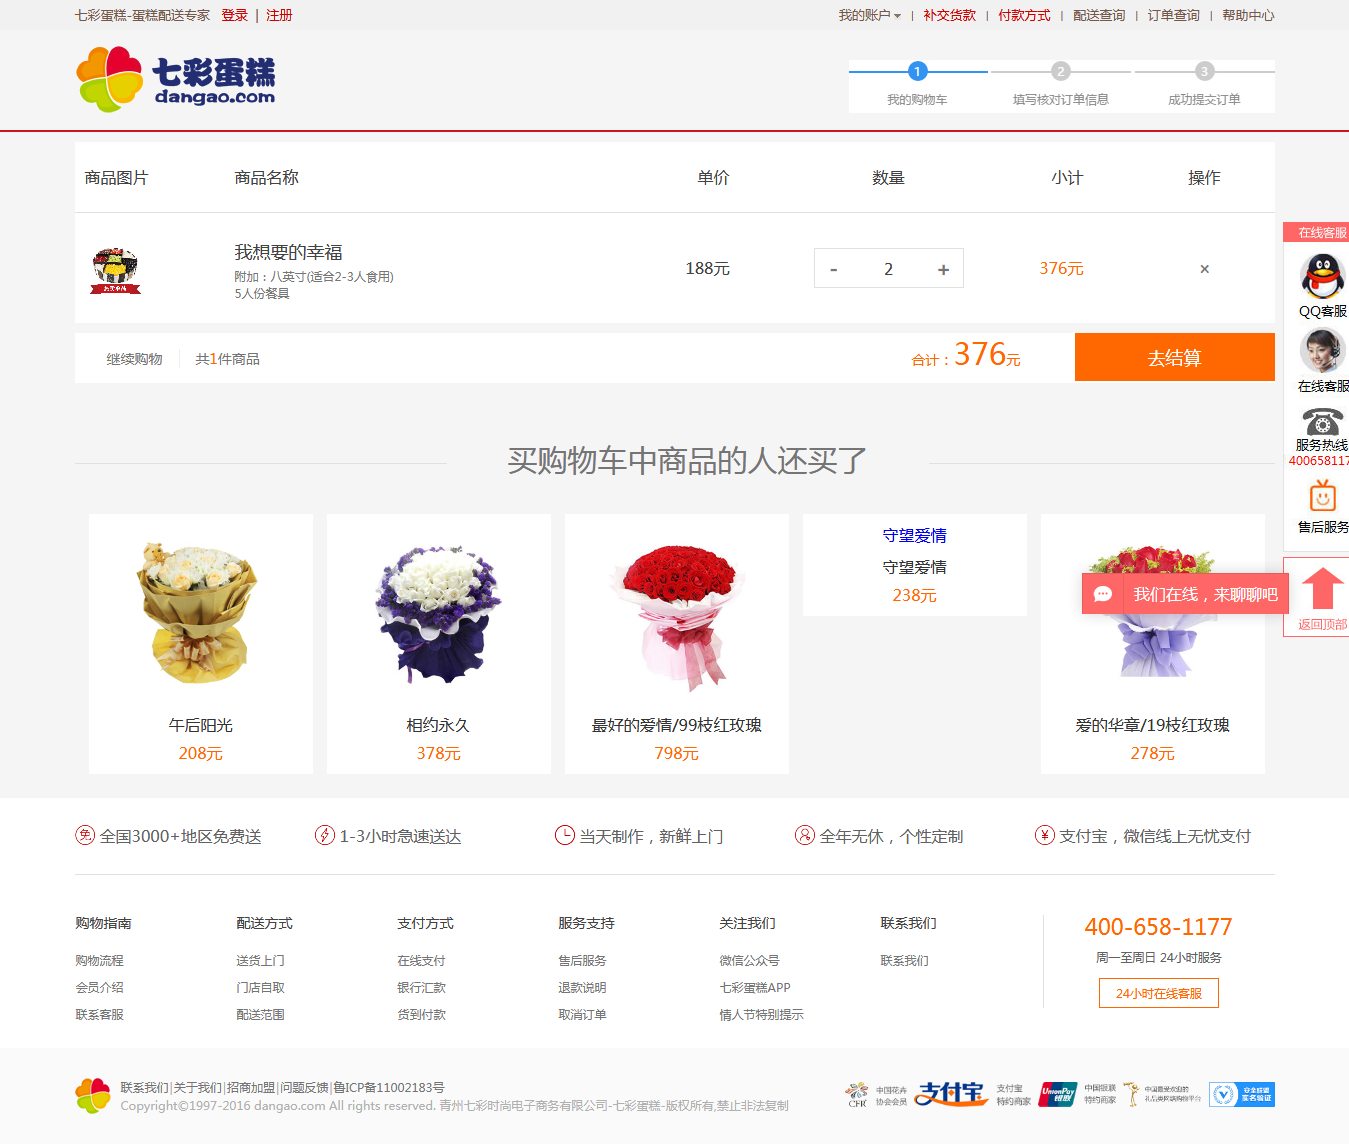 七彩蛋糕-蛋糕配送专家 登录 | 注册
我的账户 | 补交货款 | 付款方式 | 配送查询 | 订单查询 | 帮助中心
七彩蛋糕
dangao.com
1 2 3
我的购物车 填写核对订单信息 成功提交订单
商品图片 商品名称 单价 数量 小计 操作
我想要的幸福
附加：八英寸(适合2-3人食用)
5人份餐具
188元 - 2 + 376元 ×
继续购物 共1件商品 合计：376元 去结算
在线客服
QQ客服
在线客服
服务热线
400658117
售后服务
返回顶部
我们在线，来聊聊吧
买购物车中商品的人还买了
午后阳光
208元
相约永久
378元
最好的爱情/99枝红玫瑰
798元
守望爱情
守望爱情
238元
爱的华章/19枝红玫瑰
278元
免 全国3000+地区免费送
1-3小时急速送达
当天制作，新鲜上门
全年无休，个性定制
¥ 支付宝，微信线上无忧支付
购物指南 配送方式 支付方式 服务支持 关注我们 联系我们
购物流程 送货上门 在线支付 售后服务 微信公众号 联系我们
会员介绍 门店自取 银行汇款 退款说明 七彩蛋糕APP
联系客服 配送范围 货到付款 取消订单 情人节特别提示
400-658-1177
周一至周日 24小时服务
24小时在线客服
联系我们|关于我们|招商加盟|问题反馈|鲁ICP备11002183号
Copyright©1997-2016 dangao.com All rights reserved. 青州七彩时尚电子商务有限公司-七彩蛋糕-版权所有,禁止非法复制
CFR
中国花卉
协会会员
支付宝
支付宝
特约商家
UnionPay
银联
中国银联
特约商家
中国最受欢迎的
礼品类网络购物平台
安全联盟
实名验证